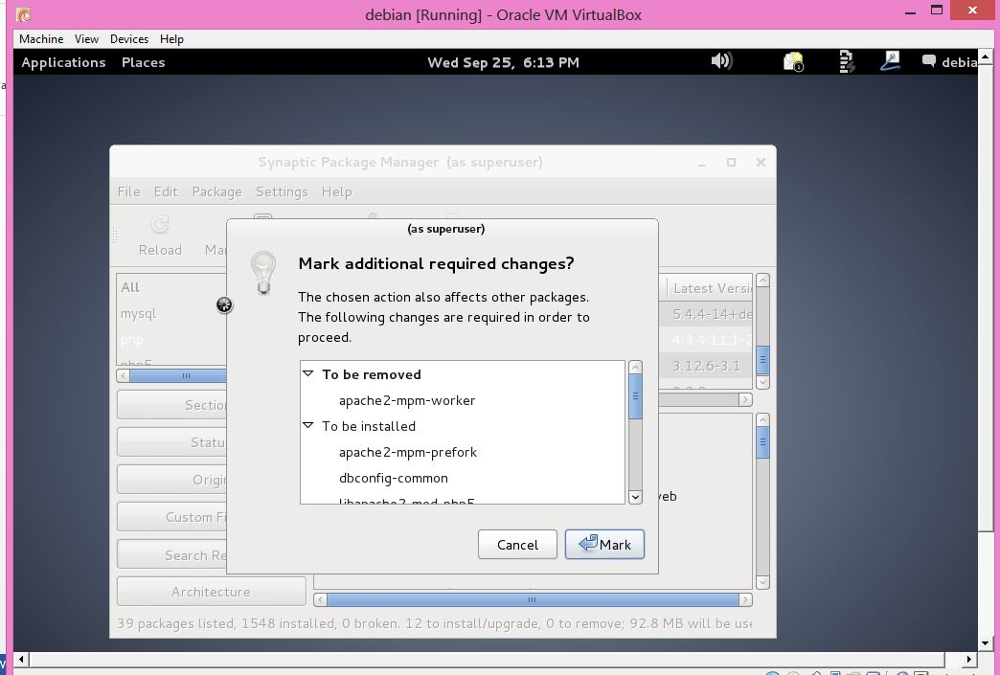 debian [Running] - Oracle VM VirtualBox
Machine View Devices Help
Applications Places Wed Sep 25, 6:13 PM debia
Synaptic Package Manager (as superuser)
File Edit Package Settings Help
(as superuser)
Reload Mar
Mark additional required changes?
The chosen action also affects other packages.
The following changes are required in order to
proceed.
All
mysql
php
php5
Latest Versi
5.4.4-14+de
4:3.4.11.1-2
3.12.6-3.1
To be removed
apache2-mpm-worker
To be installed
apache2-mpm-prefork
dbconfig-common
libapache2-mod-php5
Section
Statu
Origin
Custom Fi
Search Re
Architecture
web
Cancel Mark
39 packages listed, 1548 installed, 0 broken. 12 to install/upgrade, 0 to remove; 92.8 MB will be use